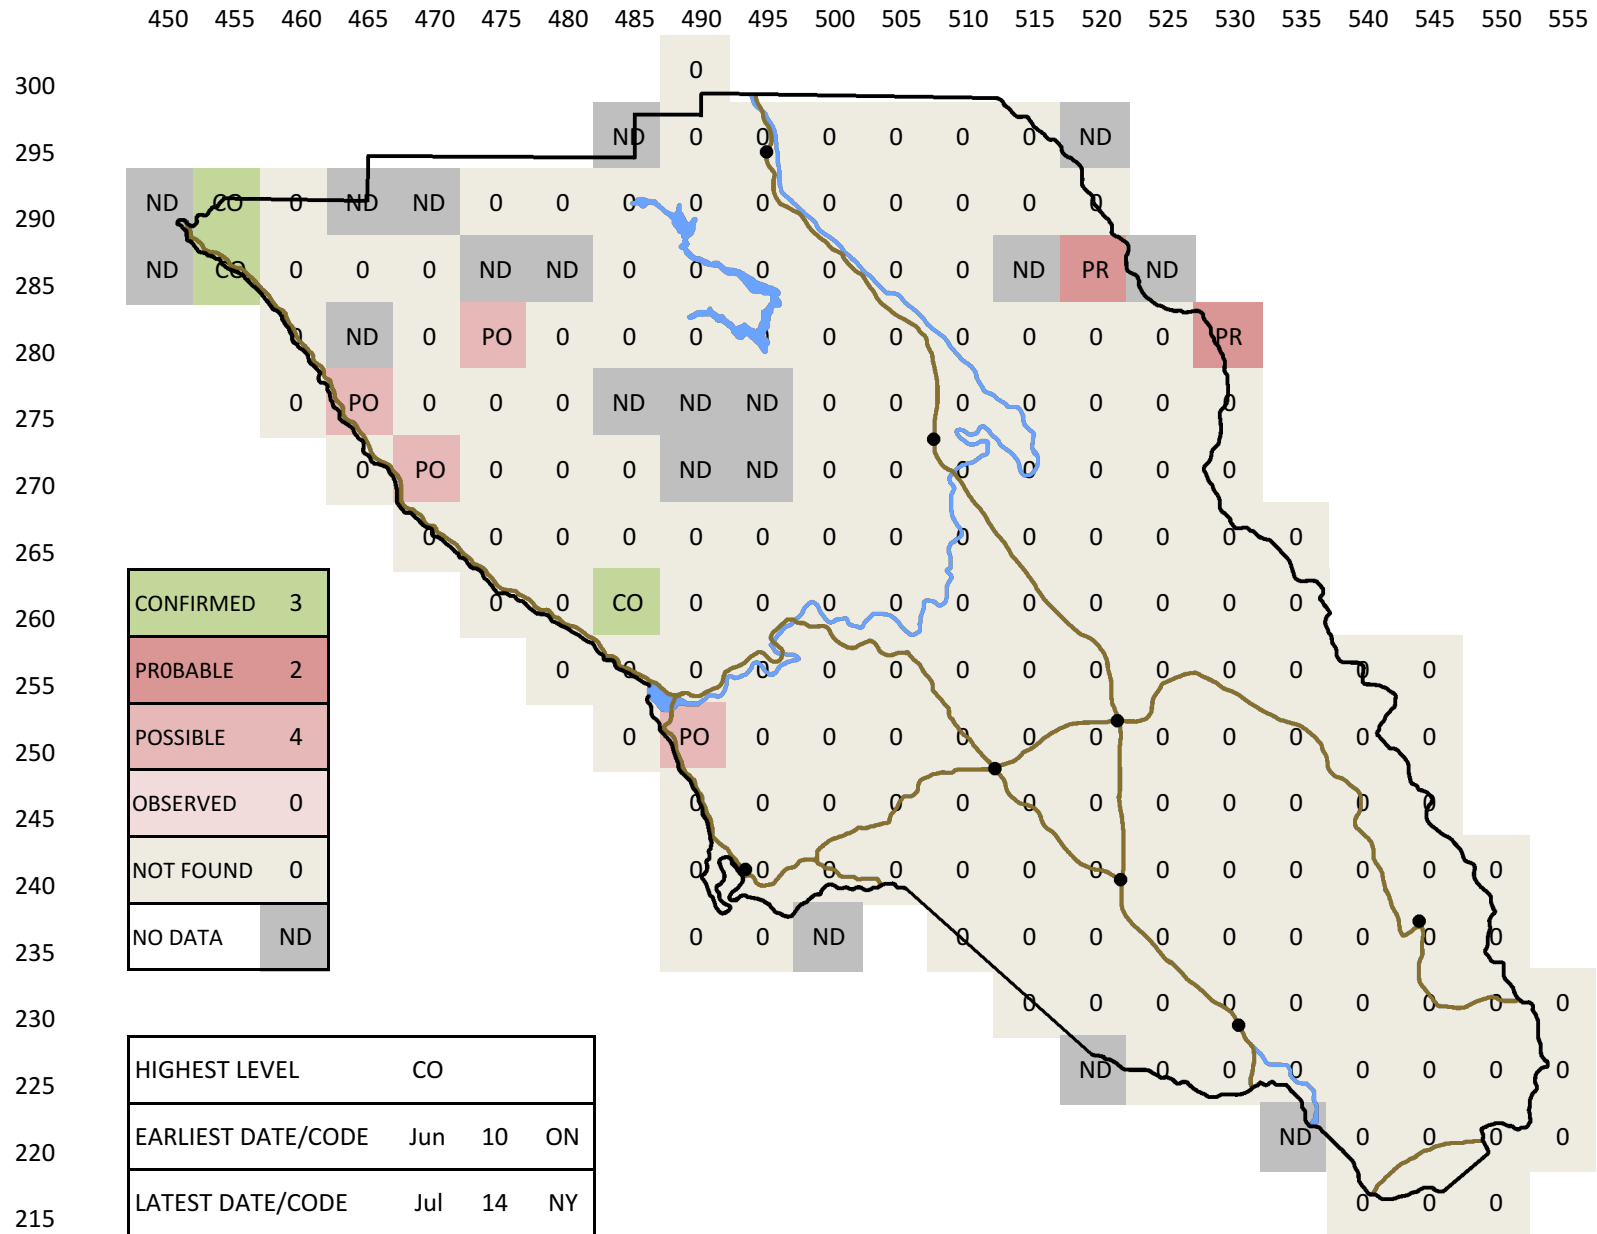 450 455 460 465 470 475 480 485 490 495 500 505 510 515 520 525 530 535 540 545 550 555
300 0
295 ND 0 0 0 0 0 0 ND
290 ND CO 0 ND ND 0 0 0 0 0 0 0 0 0 0
285 ND CO 0 0 0 ND ND 0 0 0 0 0 0 ND PR ND
280 0 ND 0 PO 0 0 0 0 0 0 0 0 0 0 PR
275 0 PO 0 0 0 ND ND ND 0 0 0 0 0 0 0
270 0 PO 0 0 0 ND ND 0 0 0 0 0 0 0
265 0 0 0 0 0 0 0 0 0 0 0 0 0 0
260 CONFIRMED 3 0 0 CO 0 0 0 0 0 0 0 0 0 0
255 PR0BABLE 2 0 0 0 0 0 0 0 0 0 0 0 0 0 0
250 POSSIBLE 4 0 PO 0 0 0 0 0 0 0 0 0 0 0
245 OBSERVED 0 0 0 0 0 0 0 0 0 0 0 0 0
240 NOT FOUND 0 0 0 0 0 0 0 0 0 0 0 0 0 0
235 NO DATA ND 0 0 ND 0 0 0 0 0 0 0 0 0
230 0 0 0 0 0 0 0 0 0
225 HIGHEST LEVEL CO ND 0 0 0 0 0 0 0
220 EARLIEST DATE/CODE Jun 10 ON ND 0 0 0 0
215 LATEST DATE/CODE Jul 14 NY 0 0 0